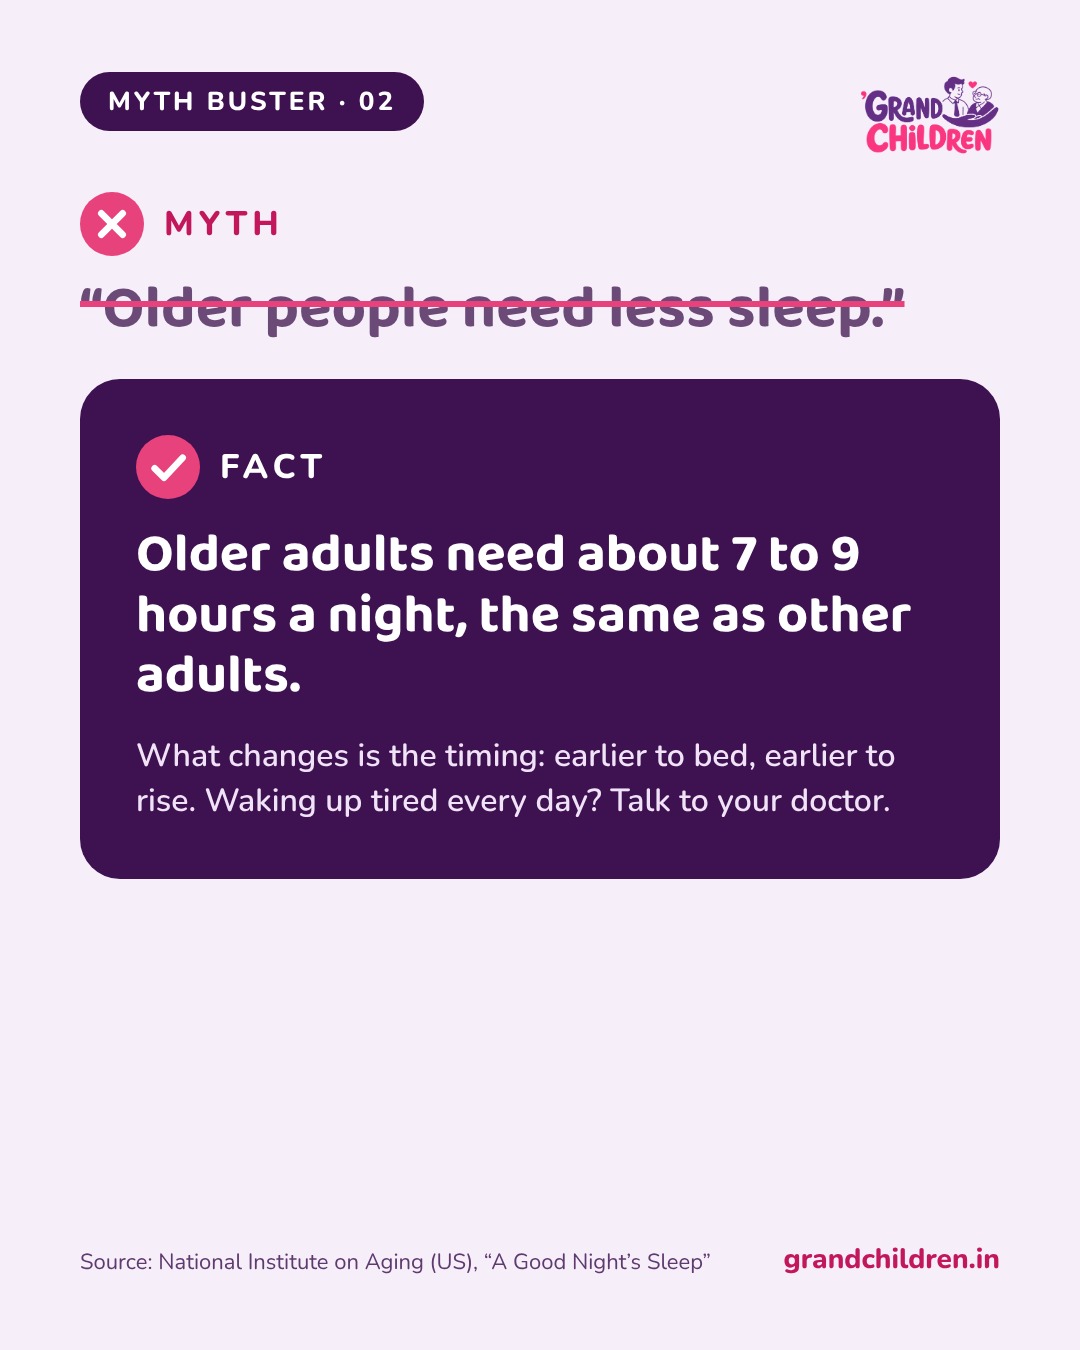 MYTH BUSTER · 02
'GRAND
CHiLDREN
MYTH
“Older people need less sleep.”
FACT
Older adults need about 7 to 9
hours a night, the same as other
adults.
What changes is the timing: earlier to bed, earlier to
rise. Waking up tired every day? Talk to your doctor.
Source: National Institute on Aging (US), “A Good Night’s Sleep”
grandchildren.in